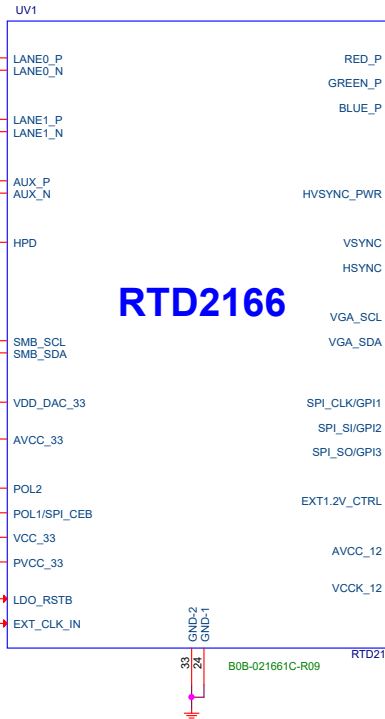 UV1
LANE0_P
LANE0_N
LANE1_P
LANE1_N
AUX_P
AUX_N
HPD
RTD2166
SMB_SCL
SMB_SDA
VDD_DAC_33
AVCC_33
POL2
POL1/SPI_CEB
VCC_33
PVCC_33
LDO_RSTB
EXT_CLK_IN
RED_P
GREEN_P
BLUE_P
HVSYNC_PWR
VSYNC
HSYNC
VGA_SCL
VGA_SDA
SPI_CLK/GPI1
SPI_SI/GPI2
SPI_SO/GPI3
EXT1.2V_CTRL
AVCC_12
VCCK_12
GND-2
GND-1
33
24
RTD21
B0B-021661C-R09